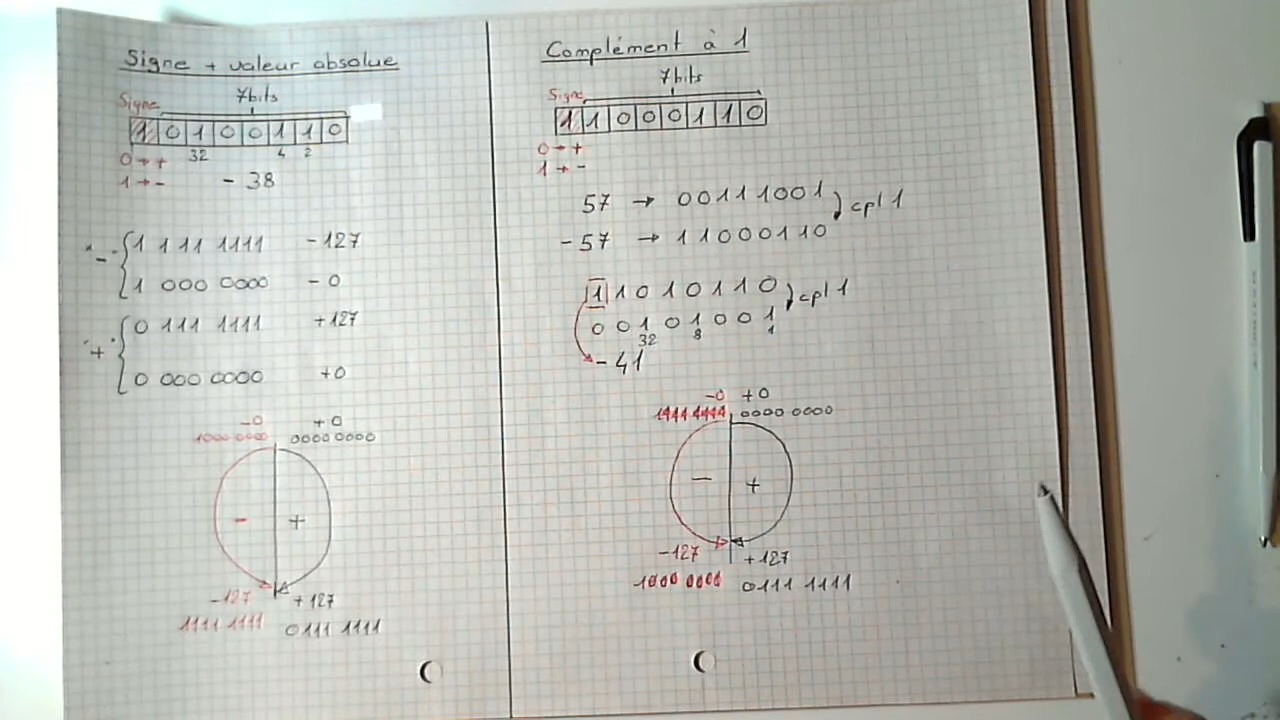 Signe + valeur absolue
Signe
7bits
1 0 1 0 0 1 1 0
32 4 2
0 → +
1 → -
- 38
"-" { 1 111 1111 -127
1 000 0000 - 0
"+" { 0 111 1111 +127
0 000 0000 +0
-0 +0
1000 0000 0000 0000
- +
-127 +127
1111 1111 0111 1111
Complément à 1
Signe
7bits
1 1 0 0 0 1 1 0
0 → +
1 → -
57 → 00111001
cpl 1
-57 → 11000110
1 1 0 1 0 1 1 0
cpl 1
0 0 1 0 1 0 0 1
32 8 1
- 41
-0 +0
1111 1111 0000 0000
- +
-127 +127
1000 0000 0111 1111